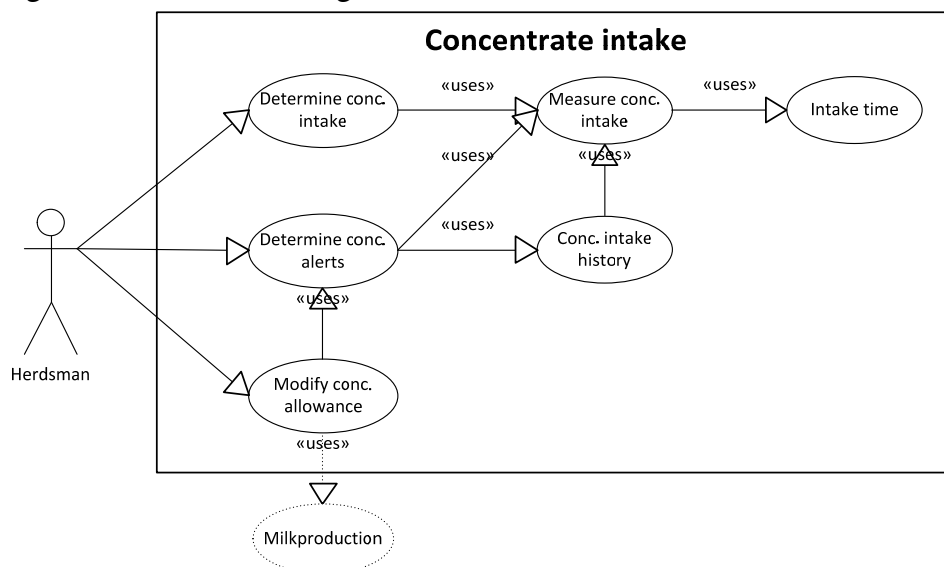 Concentrate intake
Determine conc.
intake
«uses»
Measure conc.
intake
«uses»
Intake time
«uses»
«uses»
Determine conc.
alerts
«uses»
Conc. intake
history
«uses»
Herdsman
Modify conc.
allowance
«uses»
Milkproduction